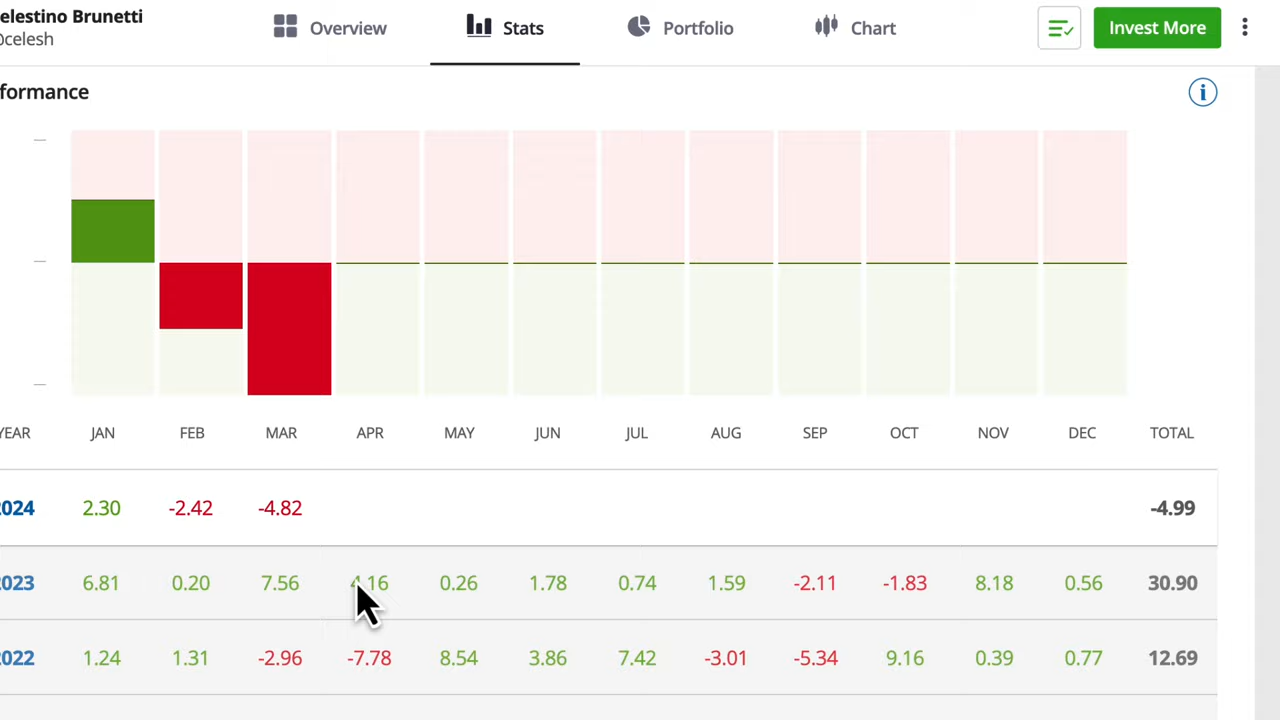 elestino Brunetti
@celesh
Overview
Stats
Portfolio
Chart
Invest More
formance
i
YEAR JAN FEB MAR APR MAY JUN JUL AUG SEP OCT NOV DEC TOTAL
2024 2.30 -2.42 -4.82 -4.99
2023 6.81 0.20 7.56 4.16 0.26 1.78 0.74 1.59 -2.11 -1.83 8.18 0.56 30.90
2022 1.24 1.31 -2.96 -7.78 8.54 3.86 7.42 -3.01 -5.34 9.16 0.39 0.77 12.69